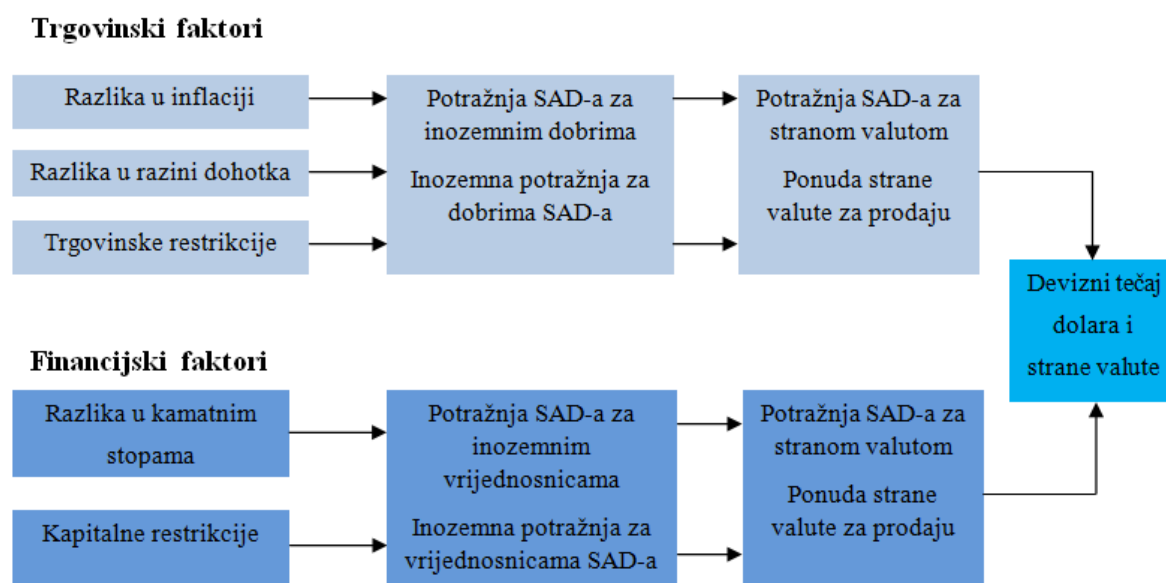 Trgovinski faktori
Razlika u inflaciji
Razlika u razini dohotka
Trgovinske restrikcije
Potražnja SAD-a za
inozemnim dobrima
Inozemna potražnja za
dobrima SAD-a
Potražnja SAD-a za
stranom valutom
Ponuda strane
valute za prodaju
Devizni tečaj
dolara i
strane valute
Financijski faktori
Razlika u kamatnim
stopama
Kapitalne restrikcije
Potražnja SAD-a za
inozemnim
vrijednosnicama
Inozemna potražnja za
vrijednosnicama SAD-a
Potražnja SAD-a za
stranom valutom
Ponuda strane
valute za prodaju